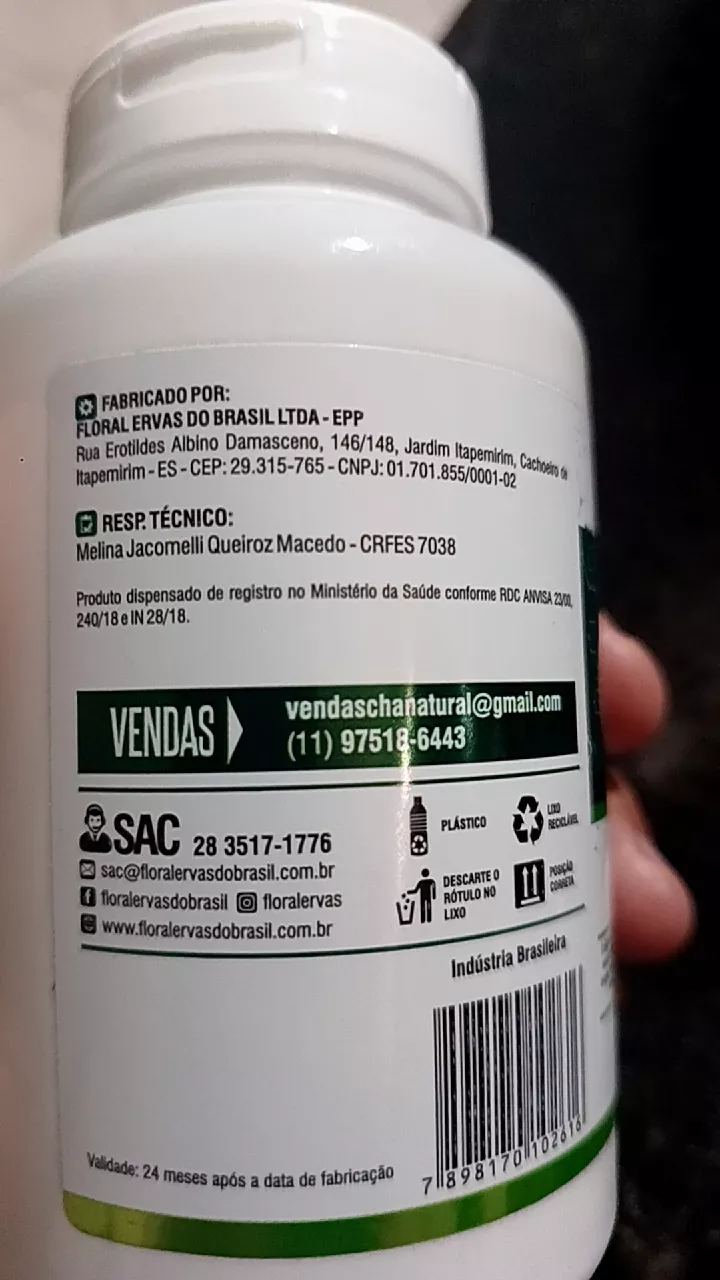 FABRICADO POR:
FLORAL ERVAS DO BRASIL LTDA - EPP
Rua Erotildes Albino Damasceno, 146/148, Jardim Itapemirim, Cachoeiro de
Itapemirim - ES - CEP: 29.315-765 - CNPJ: 01.701.855/0001-02
RESP. TÉCNICO:
Melina Jacomelli Queiroz Macedo - CRFES 7038
Produto dispensado de registro no Ministério da Saúde conforme RDC ANVISA 23/00,
240/18 e IN 28/18.
VENDAS
vendaschanatural@gmail.com
(11) 97518-6443
SAC 28 3517-1776
sac@floralervasdobrasil.com.br
floralervasdobrasil floralervas
www.floralervasdobrasil.com.br
PLÁSTICO
LIXO
RECICLÁVEL
DESCARTE O
RÓTULO NO
LIXO
POSIÇÃO
CORRETA
Indústria Brasileira
7 898170 102616
Validade: 24 meses após a data de fabricação